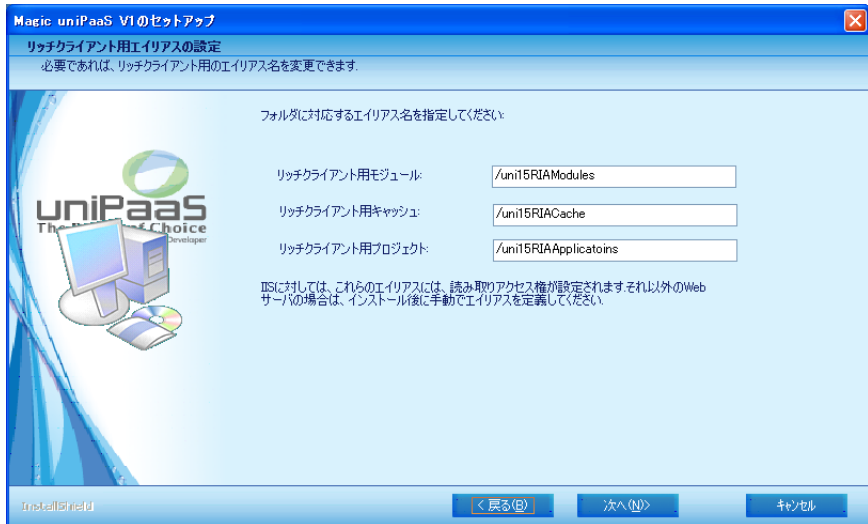 Magic uniPaaS V1のセットアップ
リッチクライアント用エイリアスの設定
必要であれば、リッチクライアント用のエイリアス名を変更できます.
フォルダに対応するエイリアス名を指定してください:
リッチクライアント用モジュール:
/uni15RIAModules
リッチクライアント用キャッシュ:
/uni15RIACache
リッチクライアント用プロジェクト:
/uni15RIAApplicatoins
IISに対しては、これらのエイリアスには、読み取りアクセス権が設定されます.それ以外のWeb
サーバの場合は、インストール後に手動でエイリアスを定義してください.
uniPaaS
Choice
Developer
InstallShield
< 戻る(B)
次へ(N)>
キャンセル